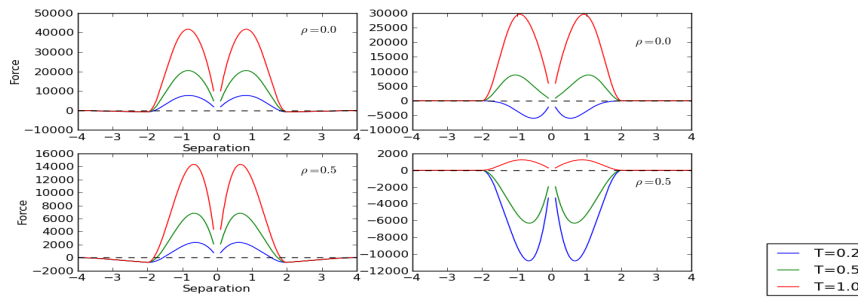 50000
40000
30000
20000
10000
0
−10000
Force
ρ=0.0
−4 −3 −2 −1 0 1 2 3 4
Separation
30000
25000
20000
15000
10000
5000
0
−5000
−10000
ρ=0.0
−4 −3 −2 −1 0 1 2 3 4
16000
14000
12000
10000
8000
6000
4000
2000
0
−2000
Force
ρ=0.5
−4 −3 −2 −1 0 1 2 3 4
Separation
2000
0
−2000
−4000
−6000
−8000
−10000
−12000
ρ=0.5
−4 −3 −2 −1 0 1 2 3 4
T=0.2
T=0.5
T=1.0